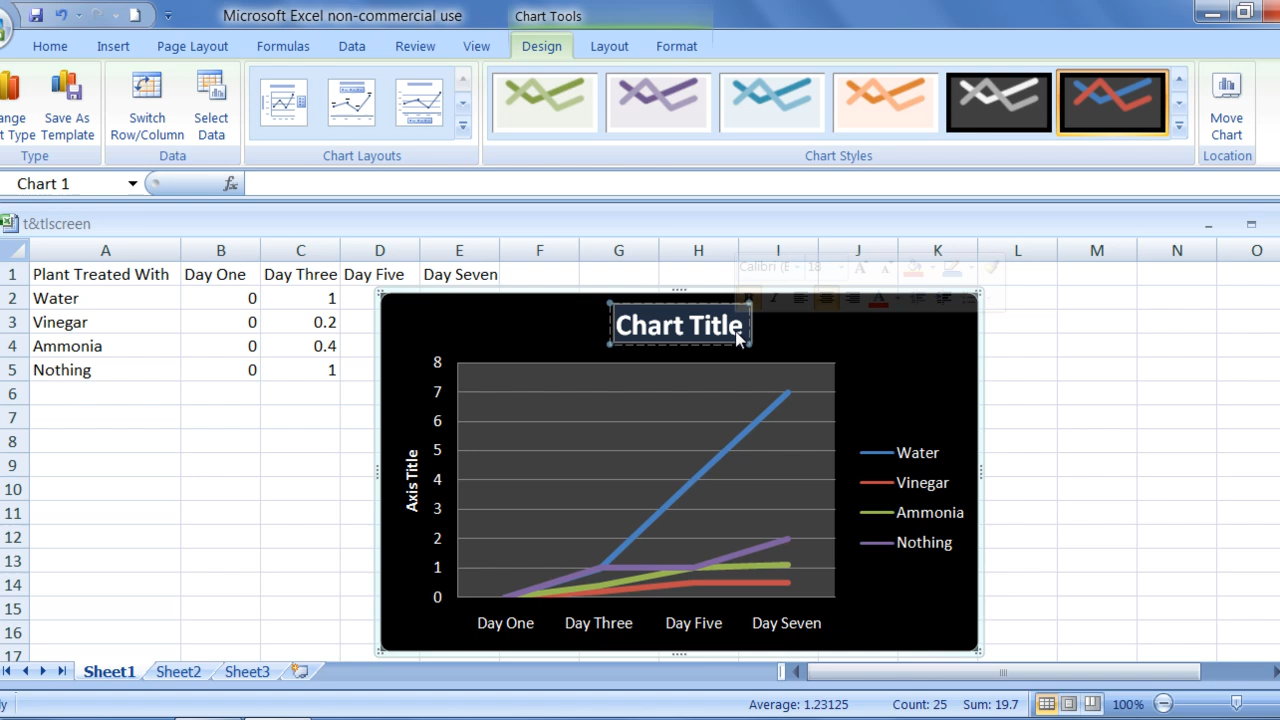 Microsoft Excel non-commercial use
Chart Tools
Home Insert Page Layout Formulas Data Review View Design Layout Format
Save As Template
Switch Row/Column
Select Data
Move Chart
Type Data Chart Layouts Chart Styles Location
Chart 1
fx
t&tlscreen
A B C D E F G H I J K L M N O
1 Plant Treated With Day One Day Three Day Five Day Seven
2 Water 0 1
3 Vinegar 0 0.2
4 Ammonia 0 0.4
5 Nothing 0 1
6
7
8
9
10
11
12
13
14
15
16
17
Calibri 18
Chart Title
8
7
6
5
4
3
2
1
0
Axis Title
Day One Day Three Day Five Day Seven
Water
Vinegar
Ammonia
Nothing
Sheet1 Sheet2 Sheet3
Average: 1.23125 Count: 25 Sum: 19.7 100%